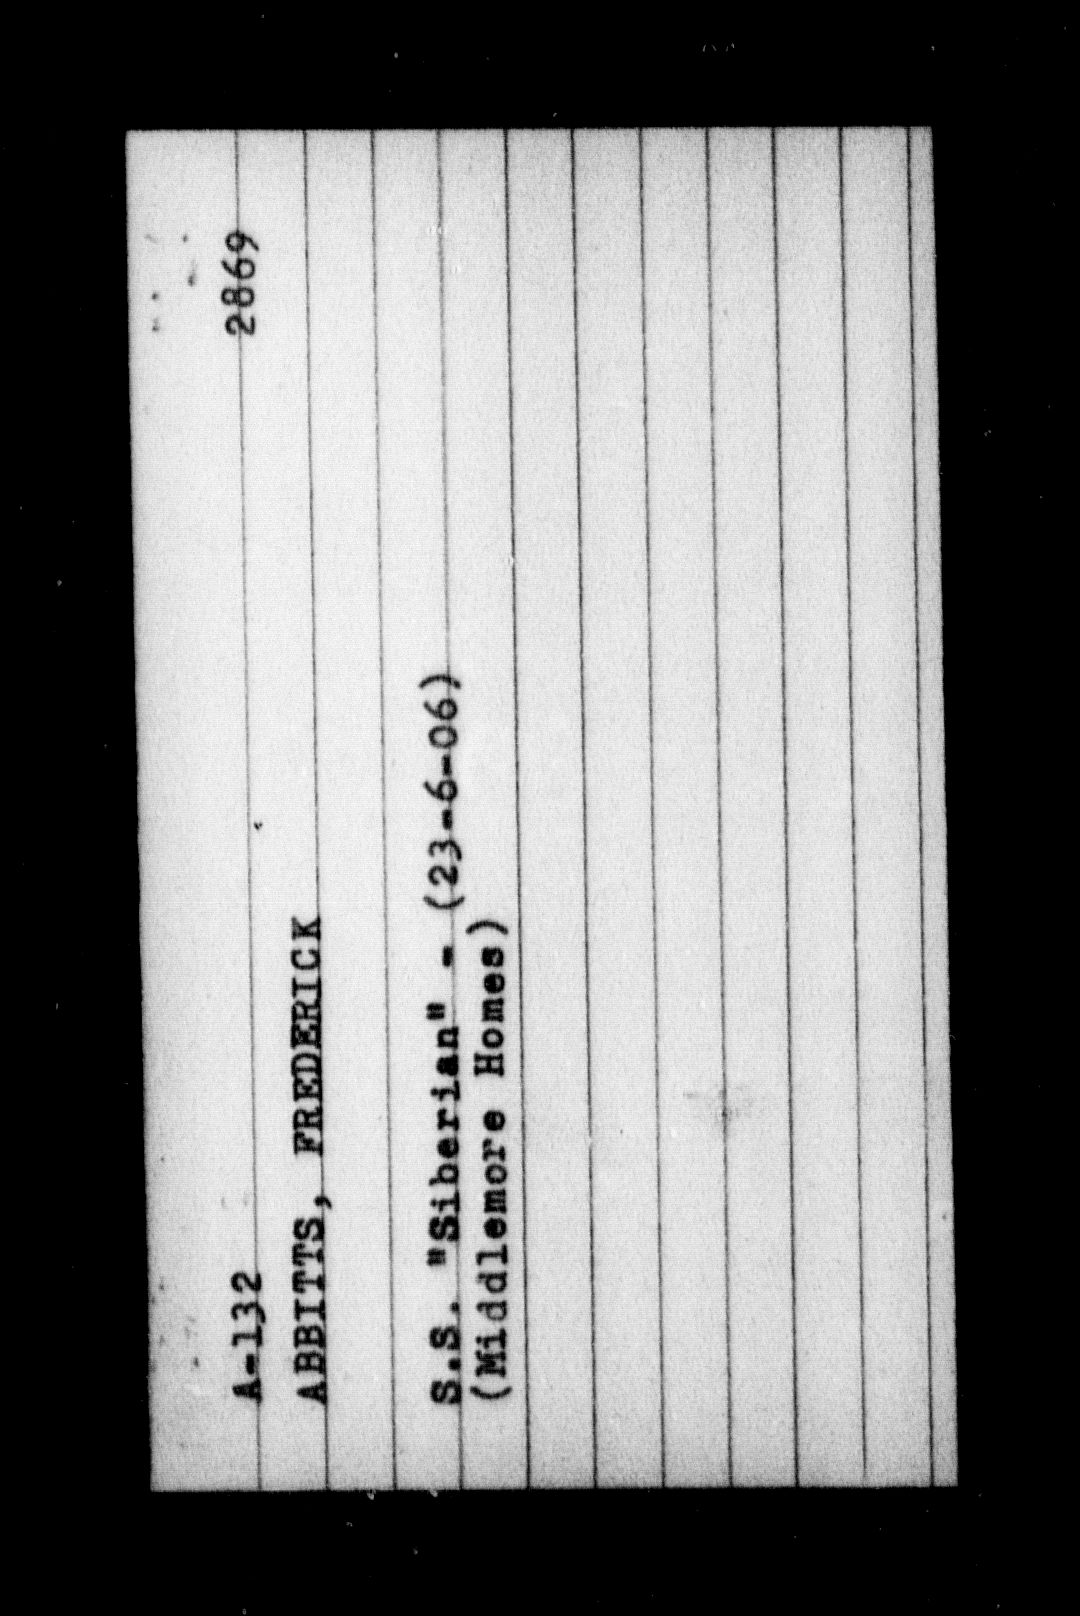 A-132 2869
ABBITTS, FREDERICK
S.S. "Siberian" - (23-6-06)
(Middlemore Homes)